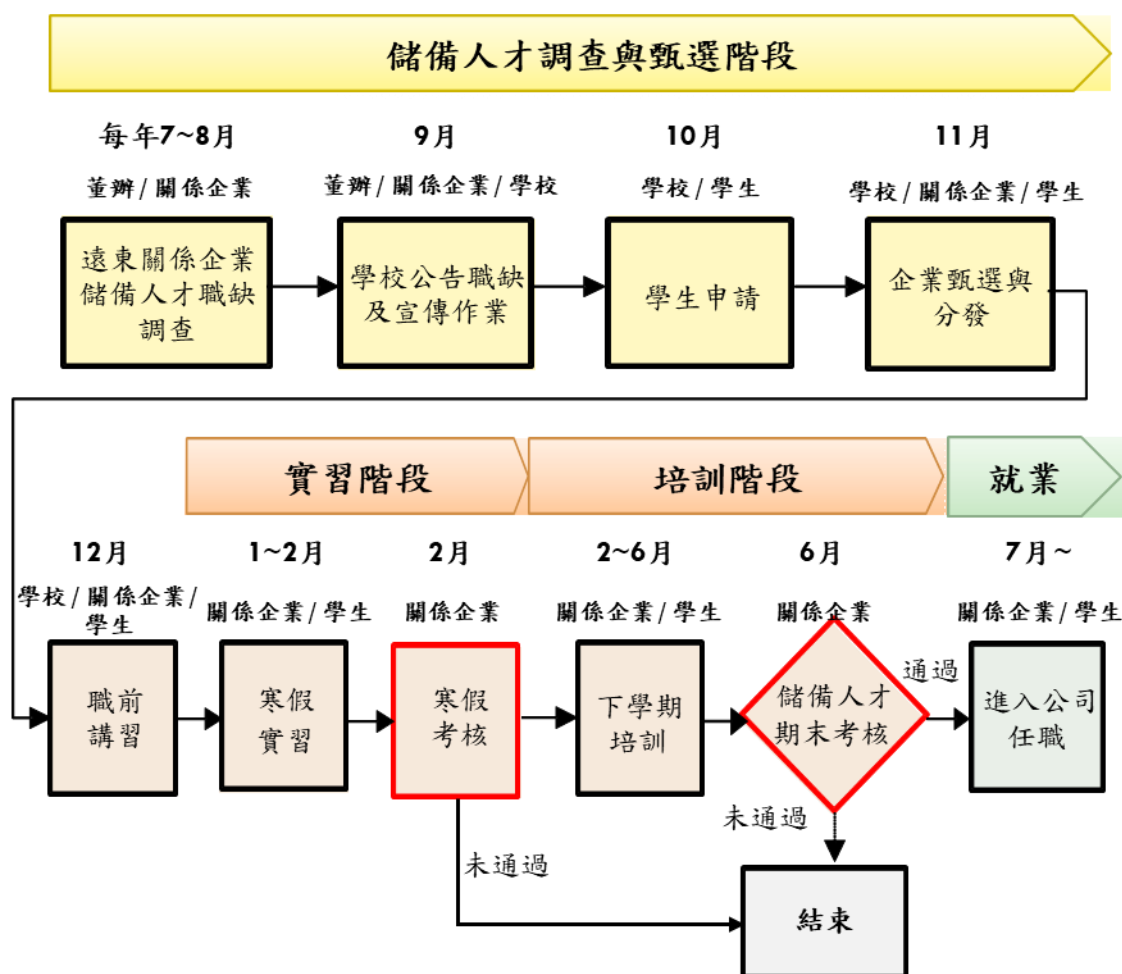 儲備人才調查與甄選階段
每年7~8月
9月
10月
11月
董辦/關係企業
董辦/關係企業/學校
學校/學生
學校/關係企業/學生
遠東關係企業
儲備人才職缺
調查
學校公告職缺
及宣傳作業
學生申請
企業甄選與
分發
實習階段
培訓階段
就業
12月
1~2月
2月
2~6月
6月
7月~
學校/關係企業/
學生
關係企業/學生
關係企業
關係企業/學生
關係企業
關係企業/學生
職前
講習
寒假
實習
寒假
考核
下學期
培訓
儲備人才
期末考核
通過
進入公司
任職
未通過
未通過
結束